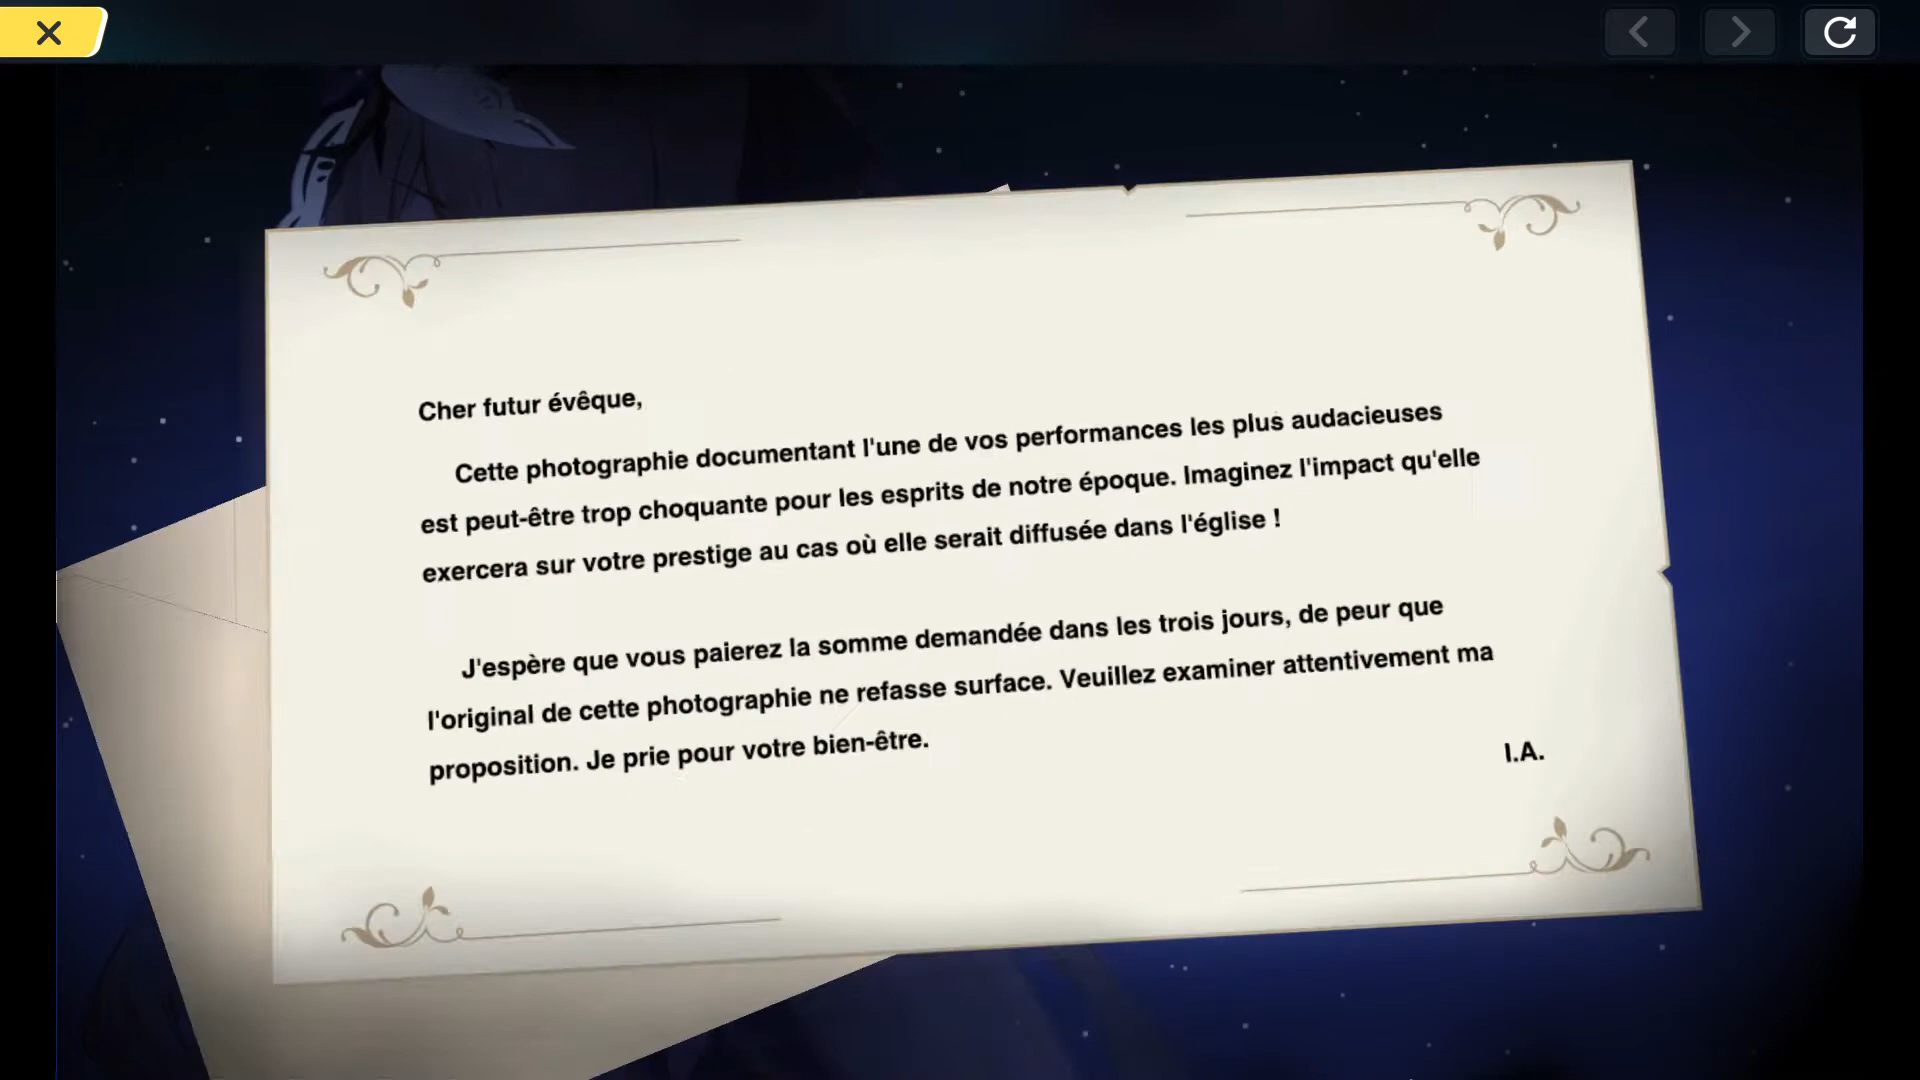 Cher futur évêque,
Cette photographie documentant l'une de vos performances les plus audacieuses
est peut-être trop choquante pour les esprits de notre époque. Imaginez l'impact qu'elle
exercera sur votre prestige au cas où elle serait diffusée dans l'église !
J'espère que vous paierez la somme demandée dans les trois jours, de peur que
l'original de cette photographie ne refasse surface. Veuillez examiner attentivement ma
proposition. Je prie pour votre bien-être.
I.A.